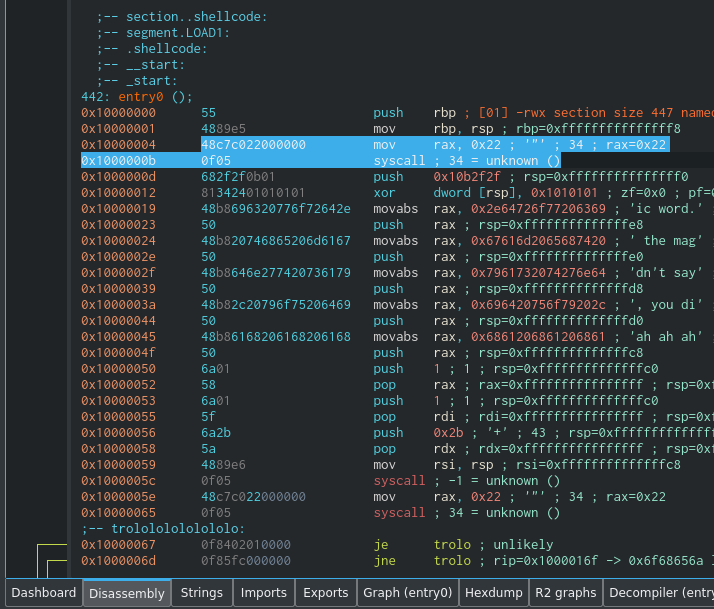 ;-- section..shellcode:
;-- segment.LOAD1:
;-- .shellcode:
;-- __start:
;-- _start:
442: entry0 ();
0x10000000 55 push rbp ; [01] -rwx section size 447 named
0x10000001 4889e5 mov rbp, rsp ; rbp=0xfffffffffffffff8
0x10000004 48c7c022000000 mov rax, 0x22 ; '"' ; 34 ; rax=0x22
0x1000000b 0f05 syscall ; 34 = unknown ()
0x1000000d 682f2f0b01 push 0x10b2f2f ; rsp=0xfffffffffffffff0
0x10000012 81342401010101 xor dword [rsp], 0x1010101 ; zf=0x0 ; pf=
0x10000019 48b8696320776f72642e movabs rax, 0x2e64726f77206369 ; 'ic word.'
0x10000023 50 push rax ; rsp=0xffffffffffffffe8
0x10000024 48b820746865206d6167 movabs rax, 0x67616d2065687420 ; ' the mag'
0x1000002e 50 push rax ; rsp=0xffffffffffffffe0
0x1000002f 48b8646e277420736179 movabs rax, 0x7961732074276e64 ; 'dn't say'
0x10000039 50 push rax ; rsp=0xffffffffffffffd8
0x1000003a 48b82c20796f75206469 movabs rax, 0x696420756f79202c ; ', you di'
0x10000044 50 push rax ; rsp=0xffffffffffffffd0
0x10000045 48b86168206168206168 movabs rax, 0x6861206861206861 ; 'ah ah ah'
0x1000004f 50 push rax ; rsp=0xffffffffffffffc8
0x10000050 6a01 push 1 ; 1 ; rsp=0xffffffffffffffc0
0x10000052 58 pop rax ; rax=0xffffffffffffffff ; rsp=0xf
0x10000053 6a01 push 1 ; 1 ; rsp=0xffffffffffffffc0
0x10000055 5f pop rdi ; rdi=0xffffffffffffffff ; rsp=0xf
0x10000056 6a2b push 0x2b ; '+' ; 43 ; rsp=0xffffffffffffff
0x10000058 5a pop rdx ; rdx=0xffffffffffffffff ; rsp=0xf
0x10000059 4889e6 mov rsi, rsp ; rsi=0xffffffffffffffc8
0x1000005c 0f05 syscall ; -1 = unknown ()
0x1000005e 48c7c022000000 mov rax, 0x22 ; '"' ; 34 ; rax=0x22
0x10000065 0f05 syscall ; 34 = unknown ()
;-- trololololololo:
0x10000067 0f8402010000 je trolo ; unlikely
0x1000006d 0f85fc000000 jne trolo ; rip=0x1000016f -> 0x6f68656a
Dashboard Disassembly Strings Imports Exports Graph (entry0) Hexdump R2 graphs Decompiler (entry